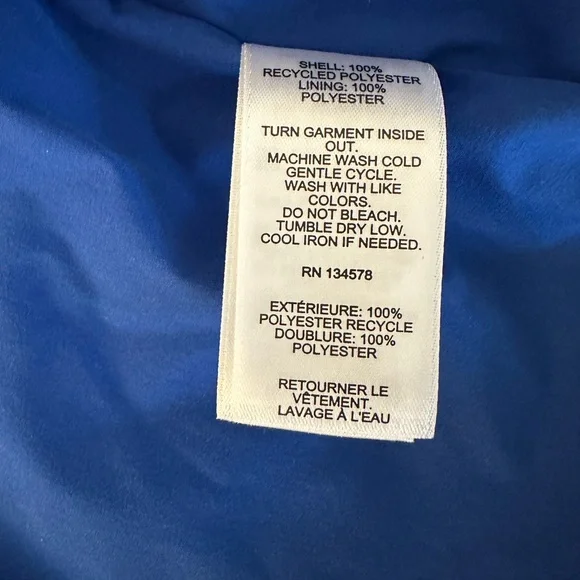 SHELL: 100%
RECYCLED POLYESTER
LINING: 100%
POLYESTER
TURN GARMENT INSIDE
OUT.
MACHINE WASH COLD
GENTLE CYCLE.
WASH WITH LIKE
COLORS.
DO NOT BLEACH.
TUMBLE DRY LOW.
COOL IRON IF NEEDED.
RN 134578
EXTÉRIEURE: 100%
POLYESTER RECYCLE
DOUBLURE: 100%
POLYESTER
RETOURNER LE
VÊTEMENT.
LAVAGE À L'EAU